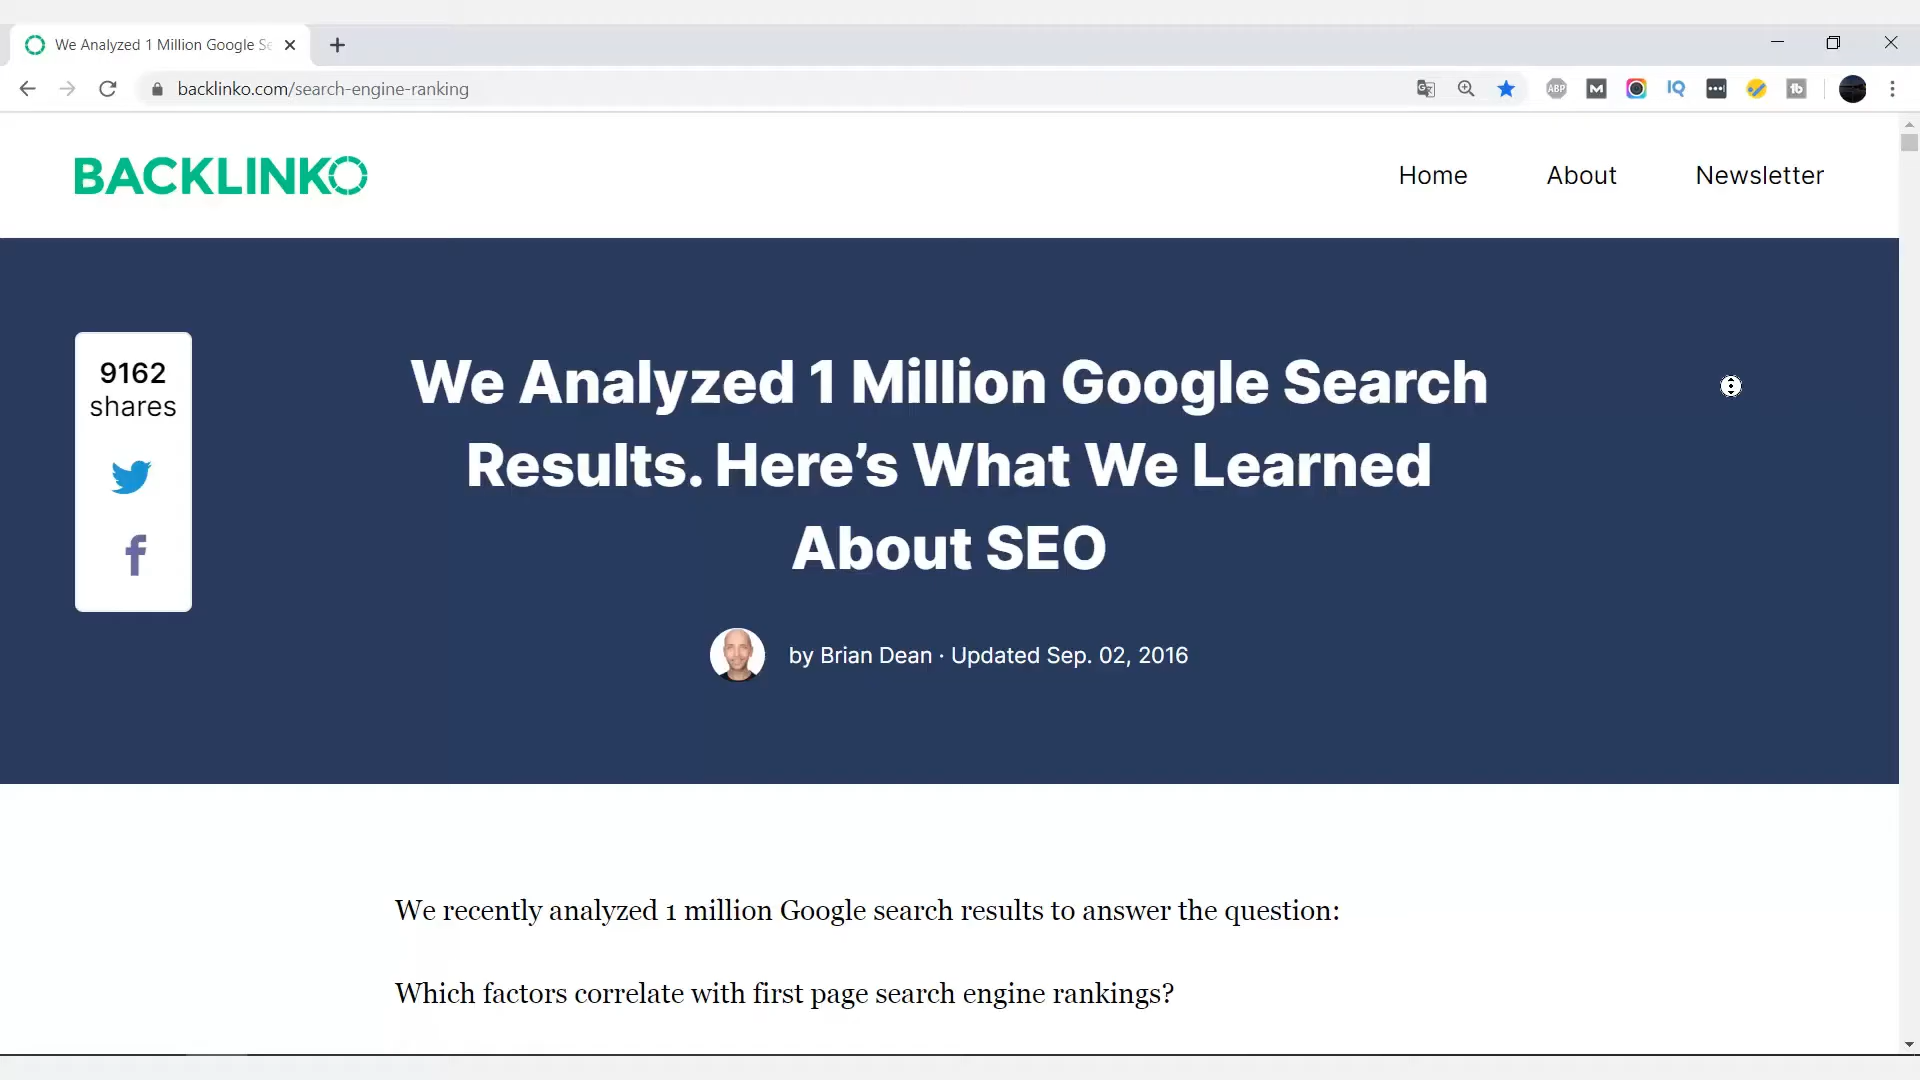 We Analyzed 1 Million Google Se
backlinko.com/search-engine-ranking
ABP
M
IQ
tb
BACKLINKO
Home
About
Newsletter
9162
shares
We Analyzed 1 Million Google Search
Results. Here’s What We Learned
About SEO
by Brian Dean · Updated Sep. 02, 2016
We recently analyzed 1 million Google search results to answer the question:
Which factors correlate with first page search engine rankings?